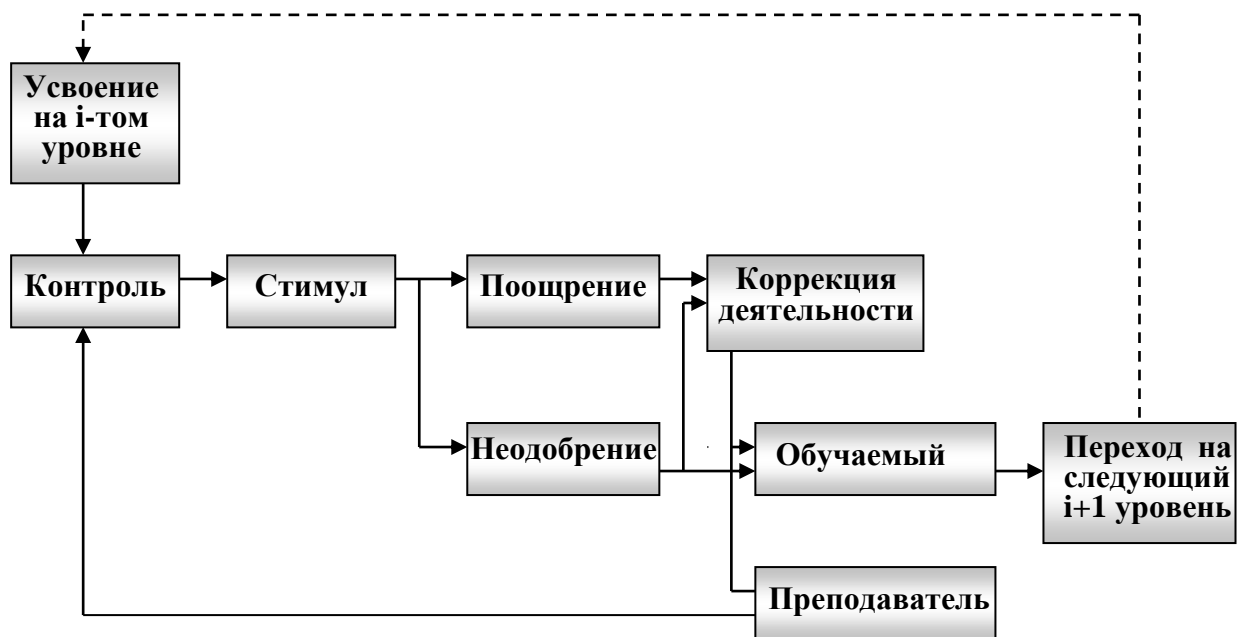 Усвоение
на i-том
уровне
Контроль
Стимул
Поощрение
Коррекция
деятельности
Неодобрение
Обучаемый
Переход на
следующий
i+1 уровень
Преподаватель